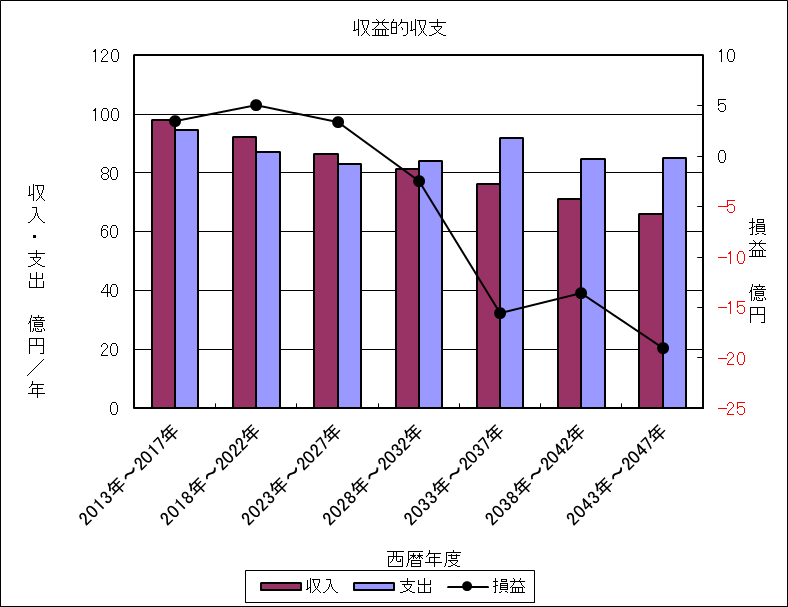 収益的収支
120
100
80
60
40
20
0
収入・支出 億円／年
10
5
0
-5
-10
-15
-20
-25
損益 億円
2013年～2017年
2018年～2022年
2023年～2027年
2028年～2032年
2033年～2037年
2038年～2042年
2043年～2047年
西暦年度
収入 支出 損益